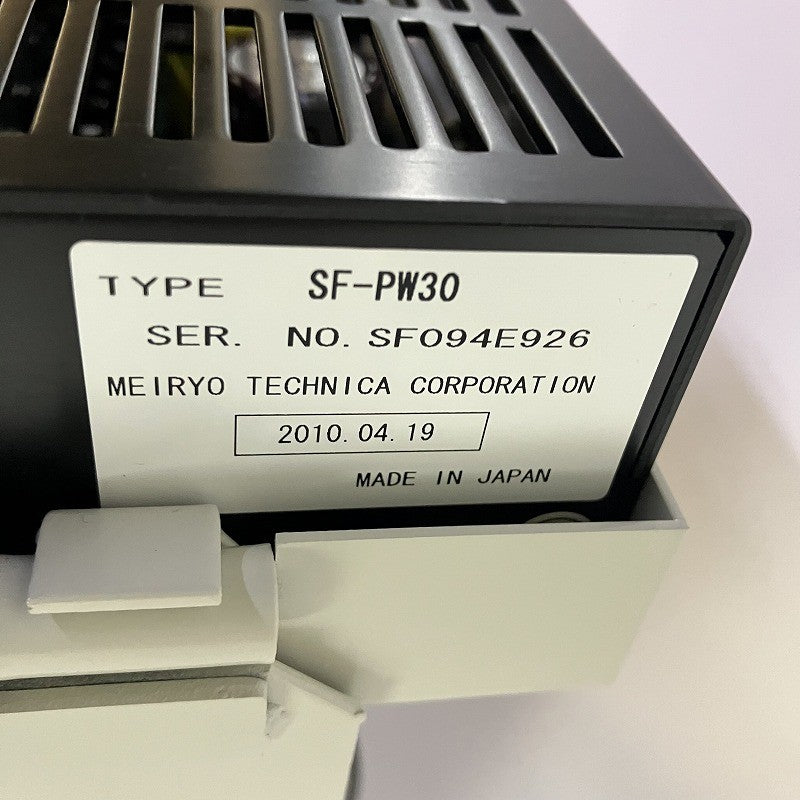 TYPE SF-PW30
SER. NO. SF094E926
MEIRYO TECHNICA CORPORATION
2010.04.19
MADE IN JAPAN